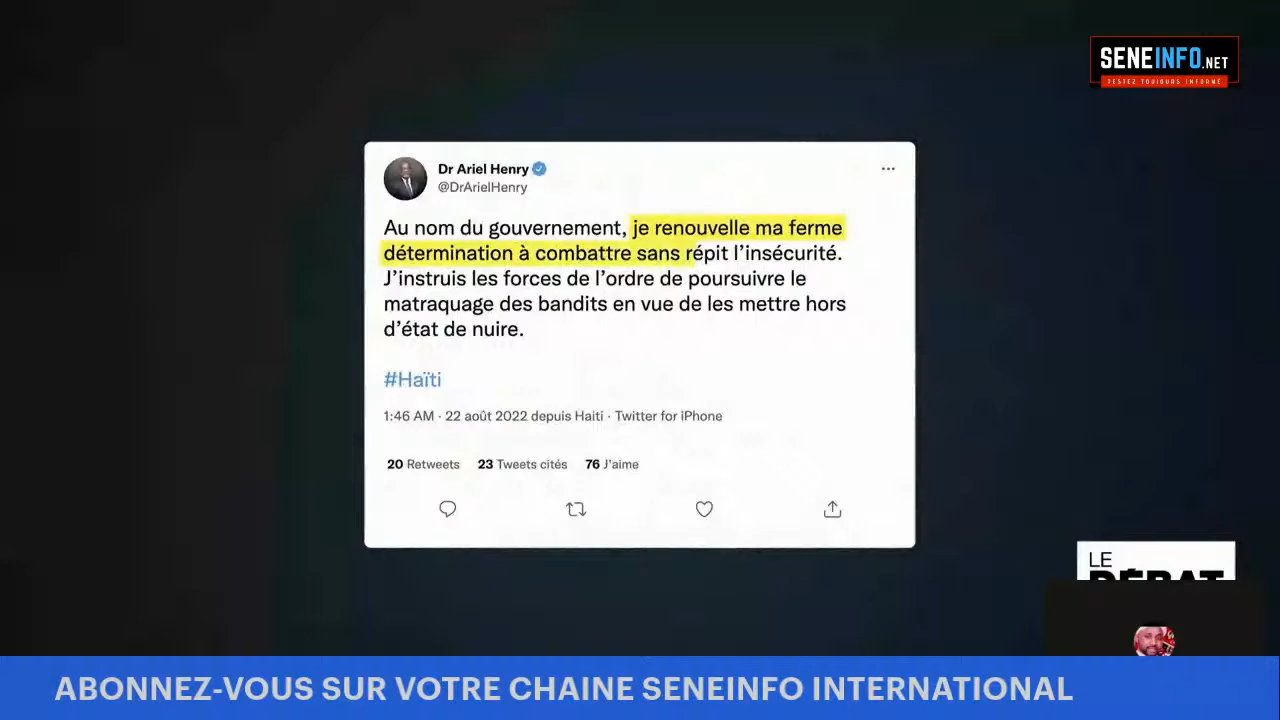 SENEINFO.NET
TESTEZ TOUJOURS INFORMÉ
Dr Ariel Henry
@DrArielHenry
Au nom du gouvernement, je renouvelle ma ferme
détermination à combattre sans répit l’insécurité.
J’instruis les forces de l’ordre de poursuivre le
matraquage des bandits en vue de les mettre hors
d’état de nuire.
#Haïti
1:46 AM · 22 août 2022 depuis Haiti · Twitter for iPhone
20 Retweets 23 Tweets cités 76 J’aime
LE
DÉBAT
ABONNEZ-VOUS SUR VOTRE CHAINE SENEINFO INTERNATIONAL